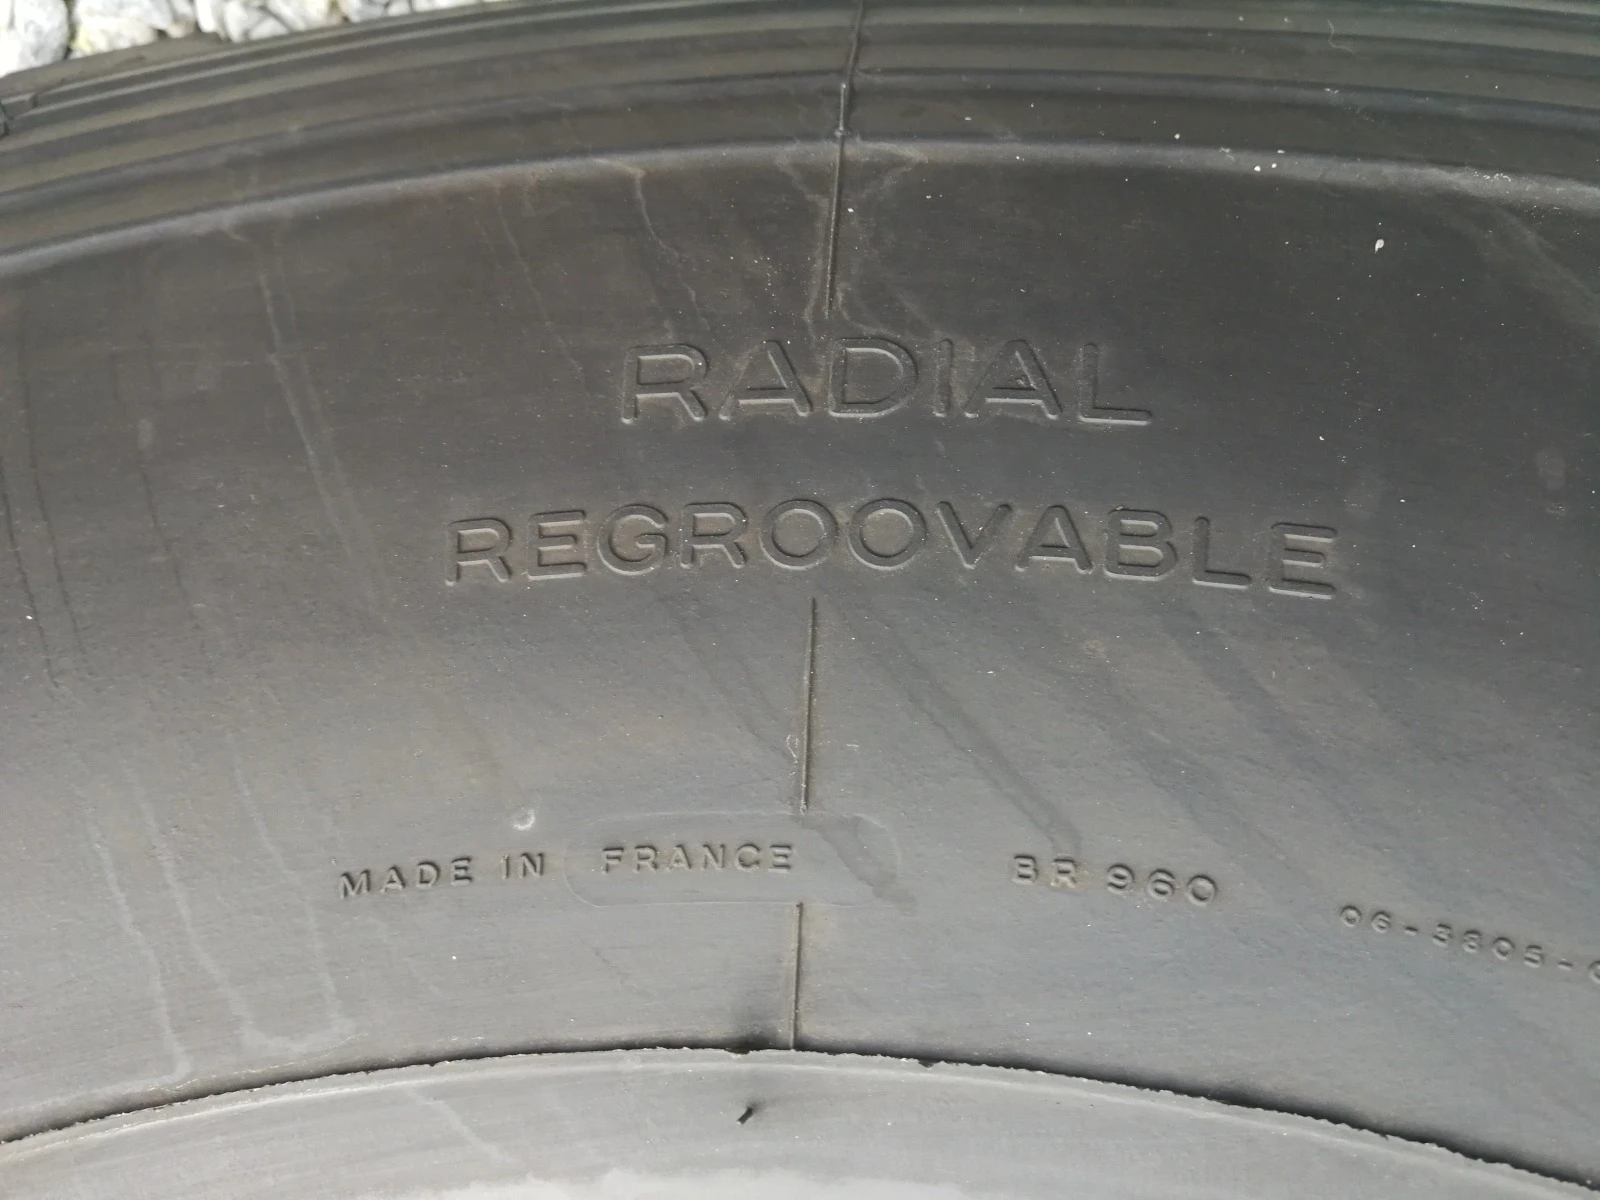 RADIAL
REGROOVABLE
MADE IN FRANCE BR 960